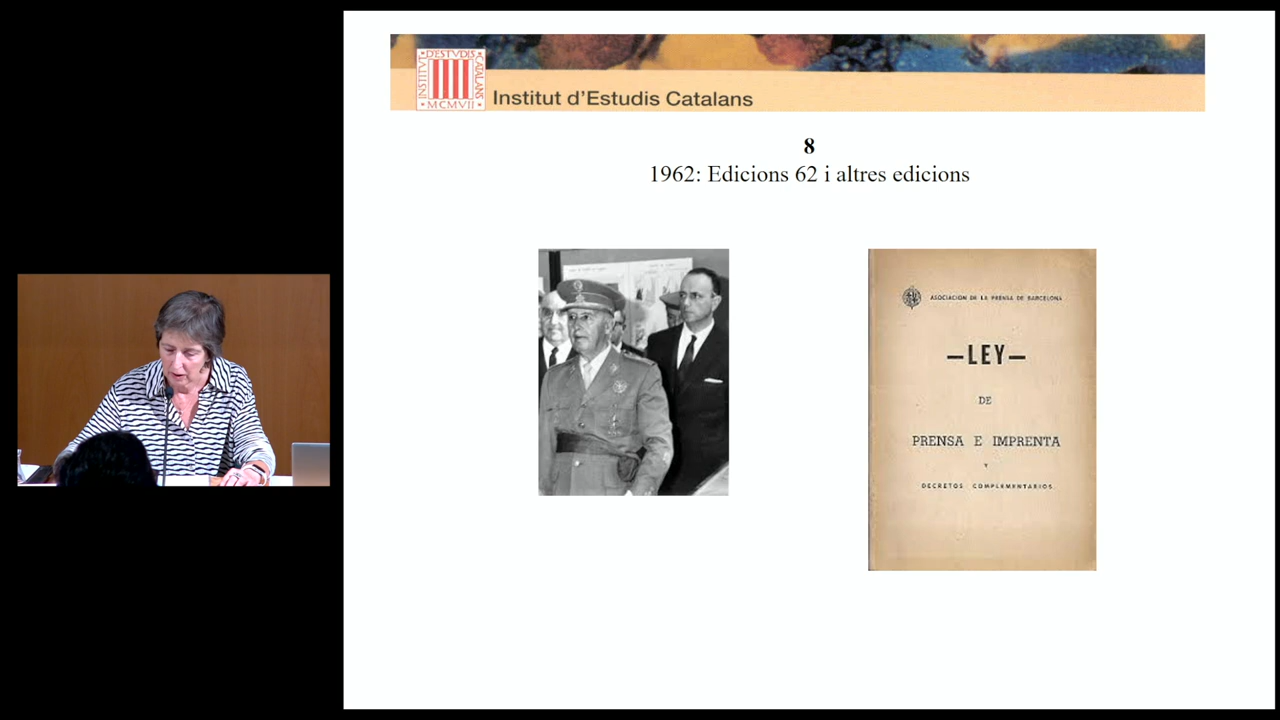 INSTITVT
D'ESTVDIS
CATALANS
MCMVII
Institut d'Estudis Catalans
8
1962: Edicions 62 i altres edicions
ASOCIACION DE LA PRENSA DE BARCELONA
—LEY—
DE
PRENSA E IMPRENTA
Y
DECRETOS COMPLEMENTARIOS